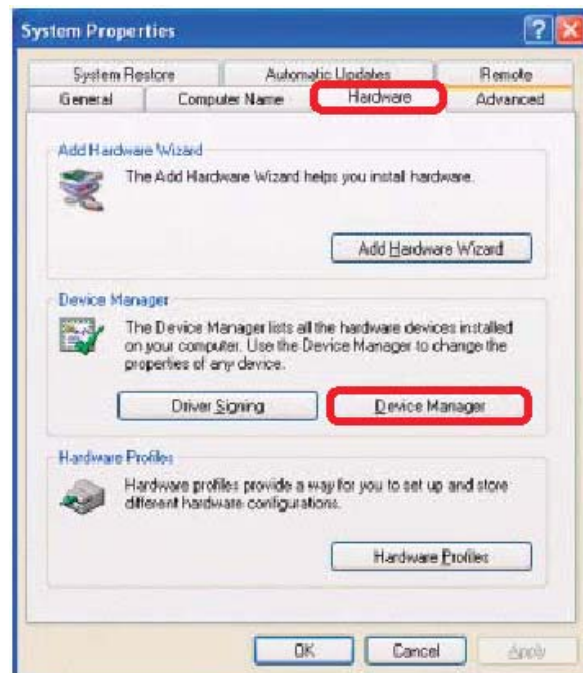 System Properties
System Restore Automatic Updates Remote
General Computer Name Hardware Advanced
Add Hardware Wizard
The Add Hardware Wizard helps you install hardware.
Add Hardware Wizard
Device Manager
The Device Manager lists all the hardware devices installed
on your computer. Use the Device Manager to change the
properties of any device.
Driver Signing Device Manager
Hardware Profiles
Hardware profiles provide a way for you to set up and store
different hardware configurations.
Hardware Profiles
OK Cancel Apply